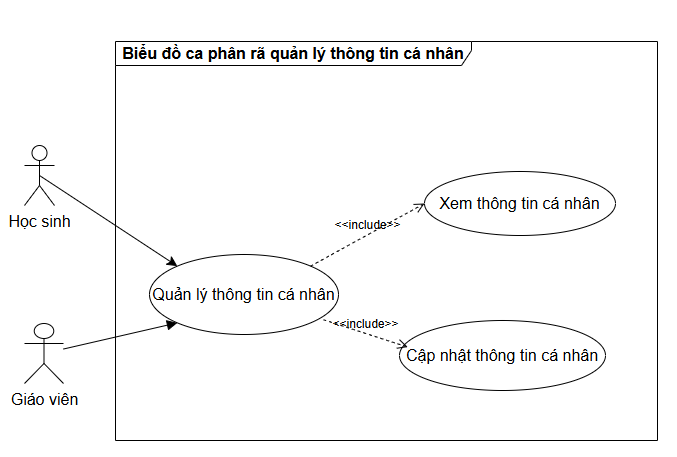 Biểu đồ ca phân rã quản lý thông tin cá nhân
Xem thông tin cá nhân
Học sinh
<<include>>
Quản lý thông tin cá nhân
<<include>>
Cập nhật thông tin cá nhân
Giáo viên